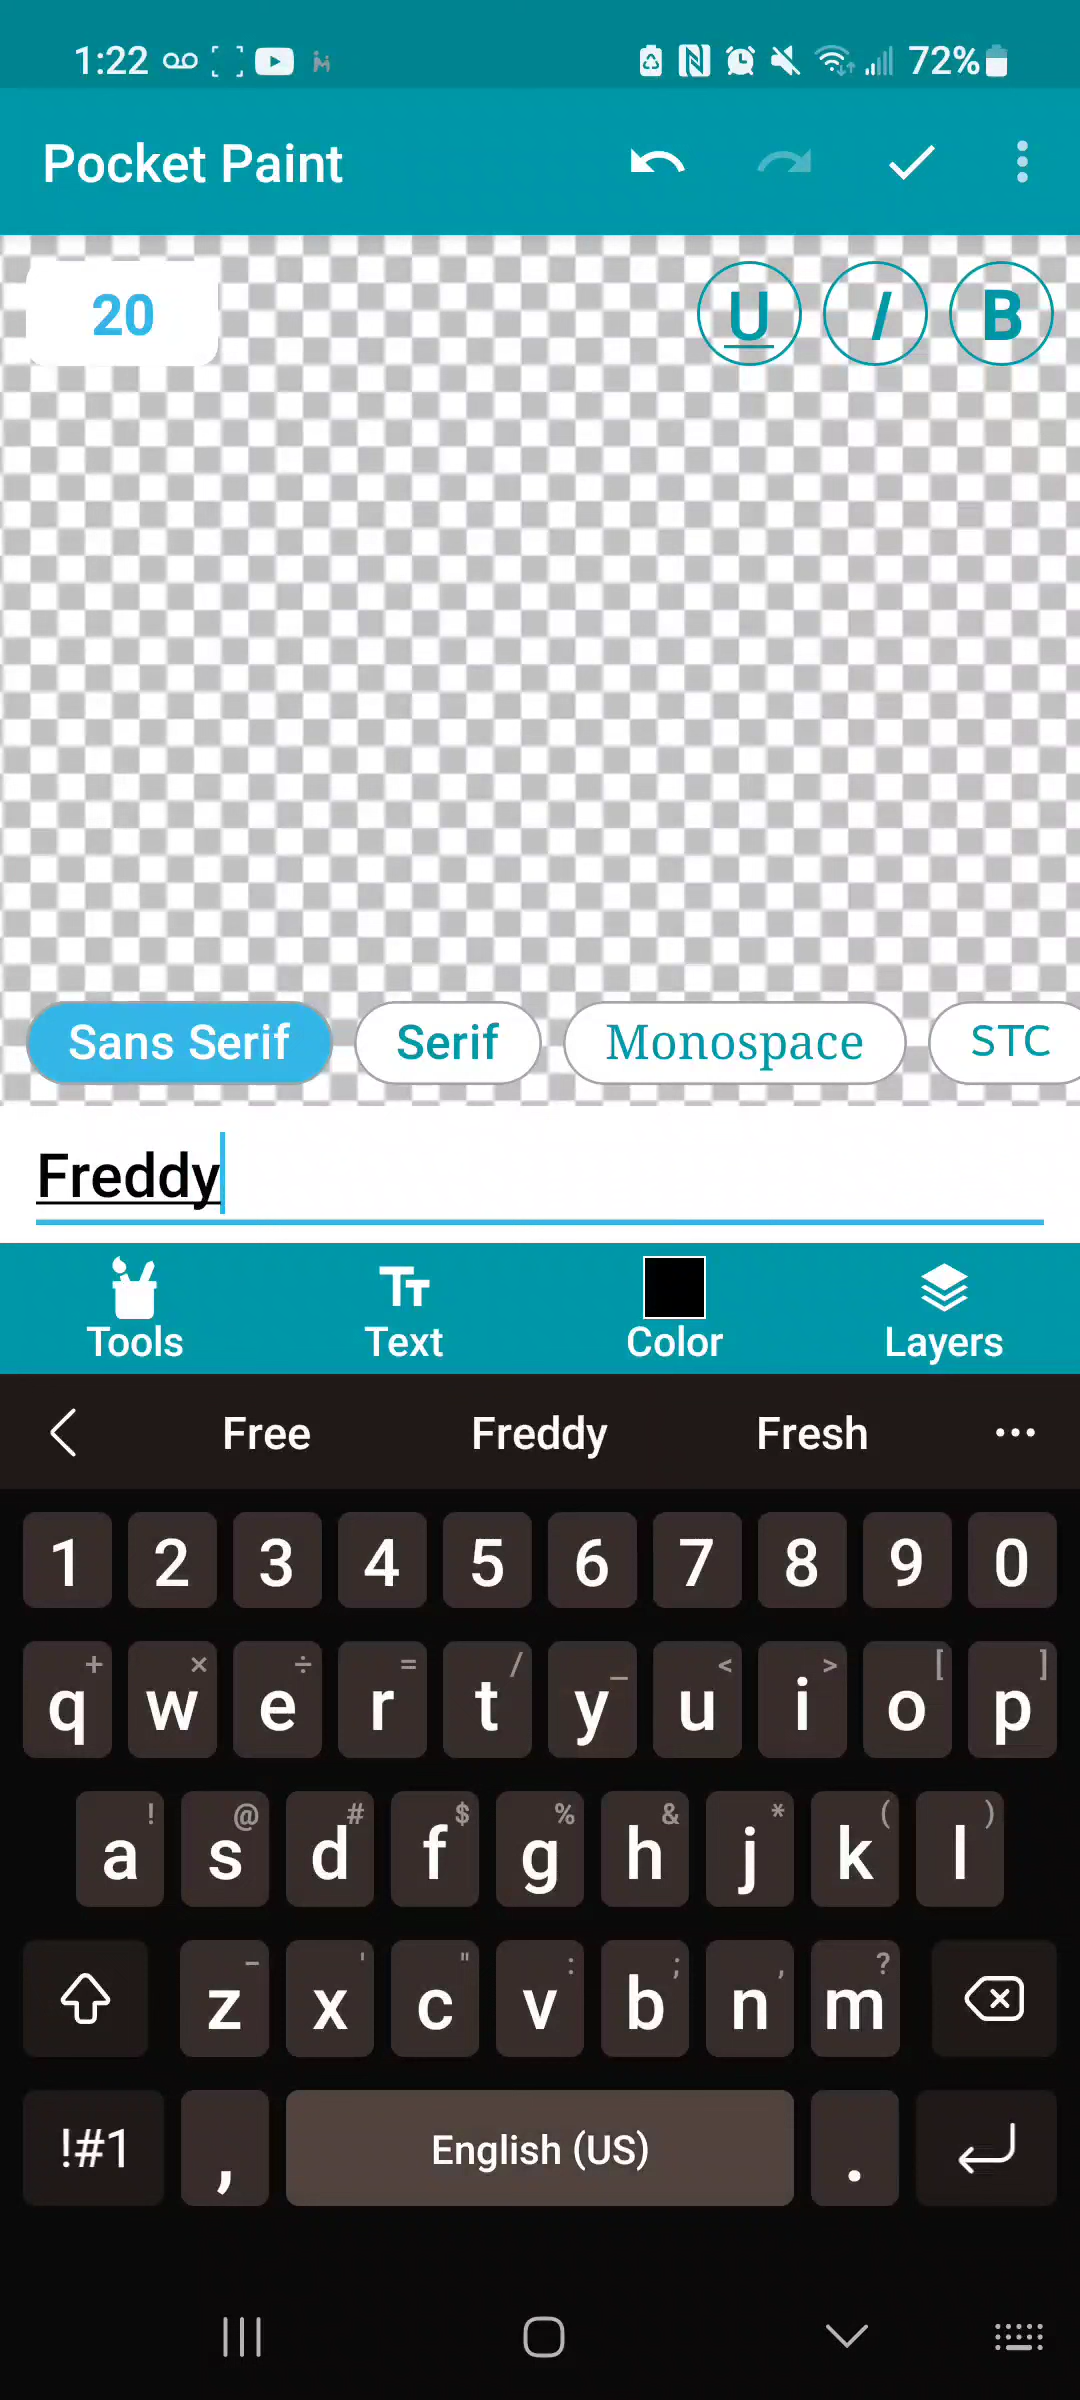 1:22 72%
Pocket Paint
20 U I B
Sans Serif Serif Monospace STC
Freddy
Tools Text Color Layers
Free Freddy Fresh ...
1 2 3 4 5 6 7 8 9 0
+ × ÷ = / _ < > [ ]
q w e r t y u i o p
! @ # $ % & * ( )
a s d f g h j k l
- ' " : ; , ?
z x c v b n m
!#1 , English (US) .